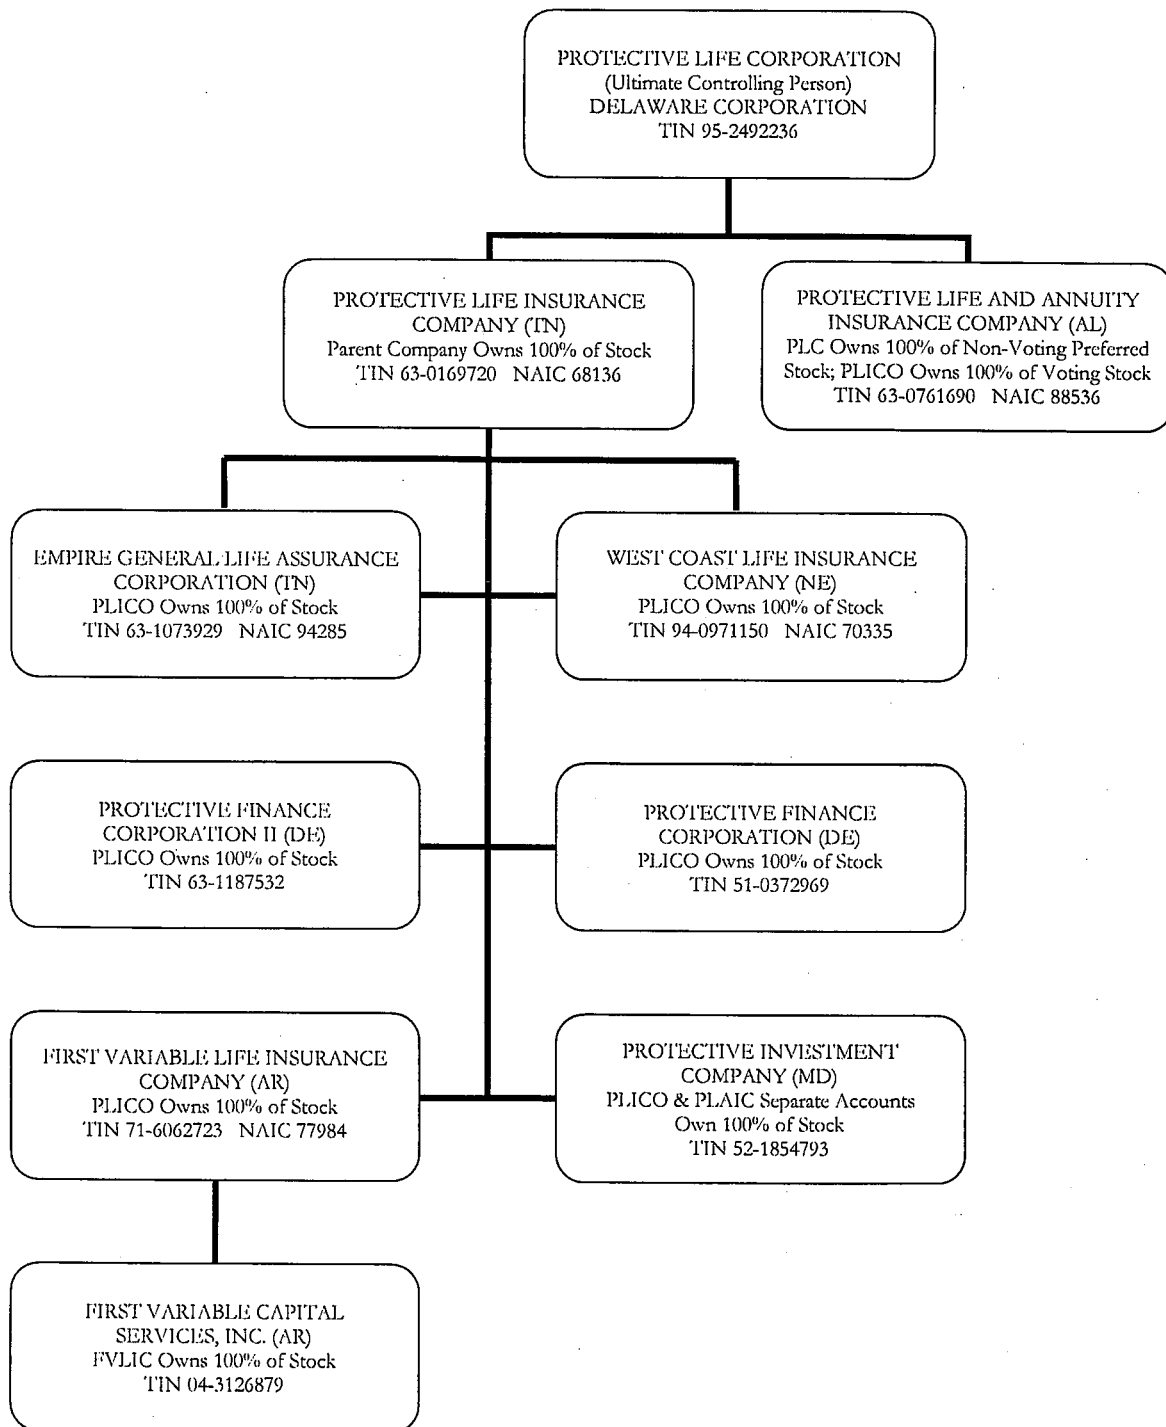 PROTECTIVE LIFE CORPORATION
(Ultimate Controlling Person)
DELAWARE CORPORATION
TIN 95-2492236
PROTECTIVE LIFE INSURANCE
COMPANY (TN)
Parent Company Owns 100% of Stock
TIN 63-0169720 NAIC 68136
PROTECTIVE LIFE AND ANNUITY
INSURANCE COMPANY (AL)
PLC Owns 100% of Non-Voting Preferred
Stock; PLICO Owns 100% of Voting Stock
TIN 63-0761690 NAIC 88536
EMPIRE GENERAL LIFE ASSURANCE
CORPORATION (TN)
PLICO Owns 100% of Stock
TIN 63-1073929 NAIC 94285
WEST COAST LIFE INSURANCE
COMPANY (NE)
PLICO Owns 100% of Stock
TIN 94-0971150 NAIC 70335
PROTECTIVE FINANCE
CORPORATION II (DE)
PLICO Owns 100% of Stock
TIN 63-1187532
PROTECTIVE FINANCE
CORPORATION (DE)
PLICO Owns 100% of Stock
TIN 51-0372969
FIRST VARIABLE LIFE INSURANCE
COMPANY (AR)
PLICO Owns 100% of Stock
TIN 71-6062723 NAIC 77984
PROTECTIVE INVESTMENT
COMPANY (MD)
PLICO & PLAIC Separate Accounts
Own 100% of Stock
TIN 52-1854793
FIRST VARIABLE CAPITAL
SERVICES, INC. (AR)
FVLIC Owns 100% of Stock
TIN 04-3126879